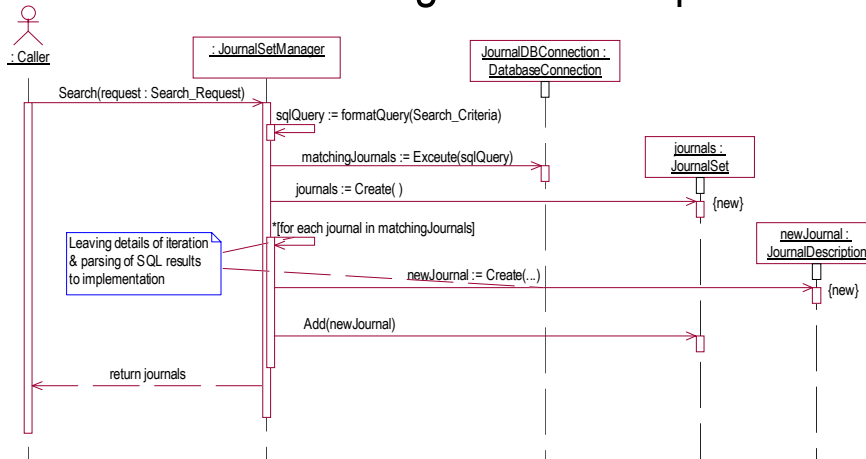 : Caller
: JournalSetManager
JournalDBConnection :
DatabaseConnection
Search(request : Search_Request)
sqlQuery := formatQuery(Search_Criteria)
matchingJournals := Exceute(sqlQuery)
journals :
JournalSet
journals := Create( )
{new}
*[for each journal in matchingJournals]
Leaving details of iteration
& parsing of SQL results
to implementation
newJournal :
JournalDescription
newJournal := Create(...)
{new}
Add(newJournal)
return journals